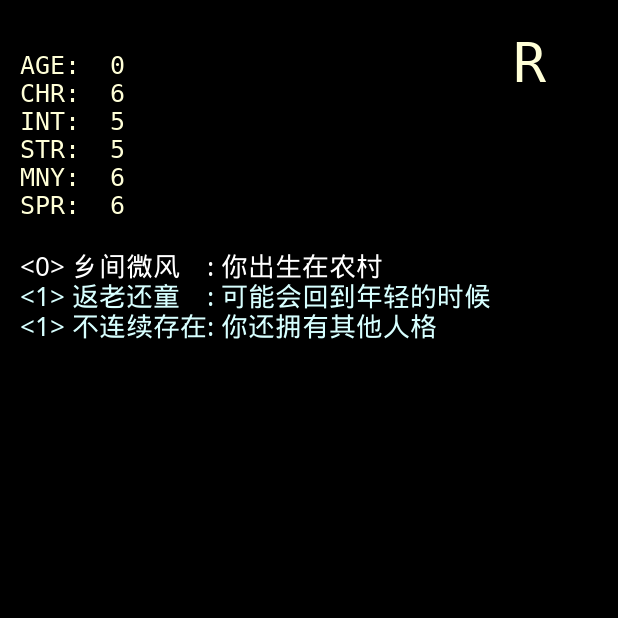 R
AGE: 0
CHR: 6
INT: 5
STR: 5
MNY: 6
SPR: 6
<0> 乡间微风 : 你出生在农村
<1> 返老还童 : 可能会回到年轻的时候
<1> 不连续存在: 你还拥有其他人格